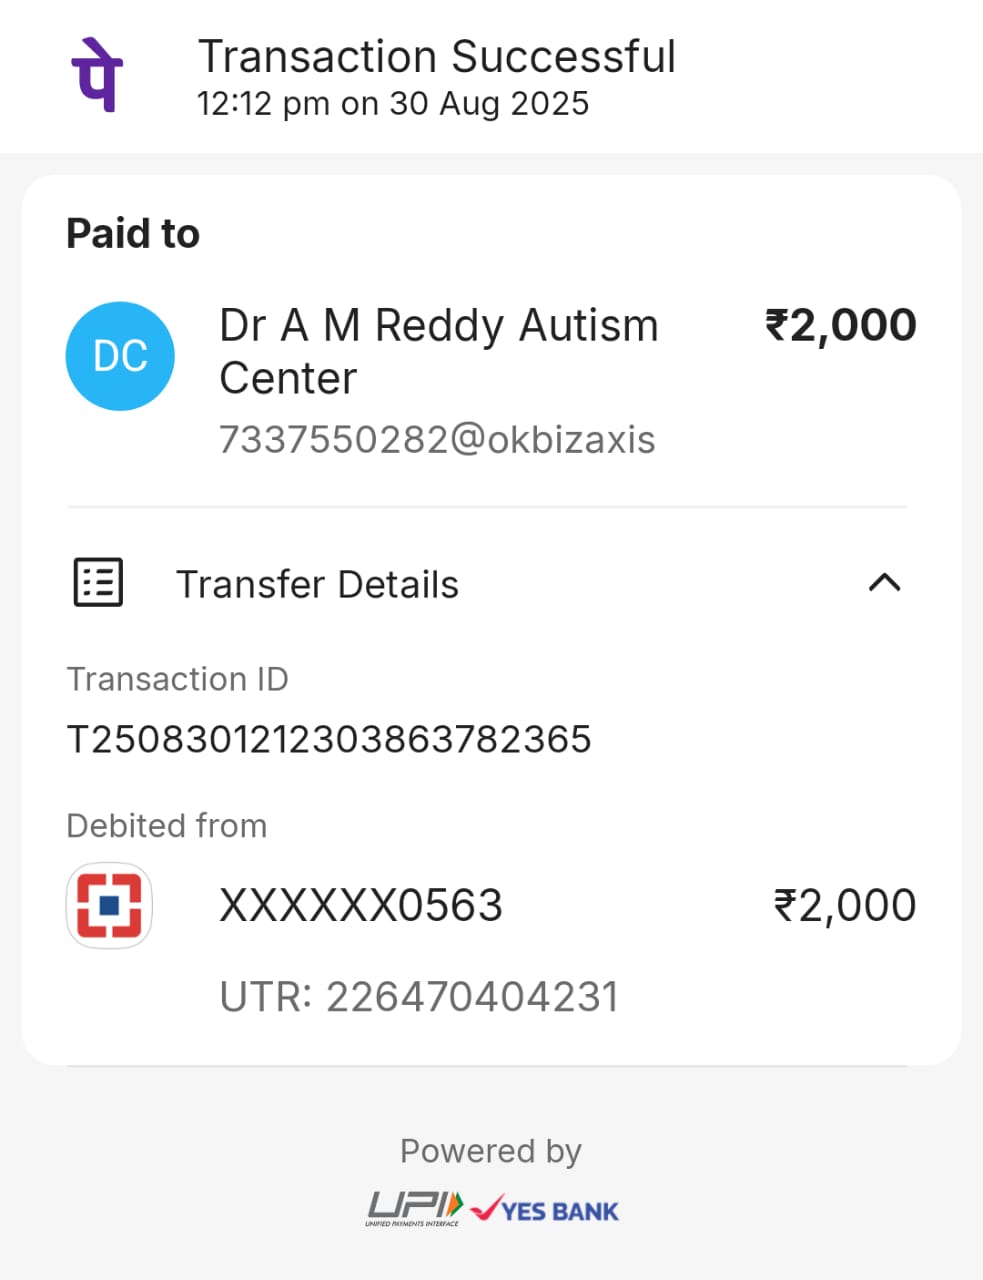 पे
Transaction Successful
12:12 pm on 30 Aug 2025
Paid to
DC
Dr A M Reddy Autism
Center
₹2,000
7337550282@okbizaxis
Transfer Details
Transaction ID
T2508301212303863782365
Debited from
XXXXXX0563
₹2,000
UTR: 226470404231
Powered by
UPI
UNIFIED PAYMENTS INTERFACE
YES BANK